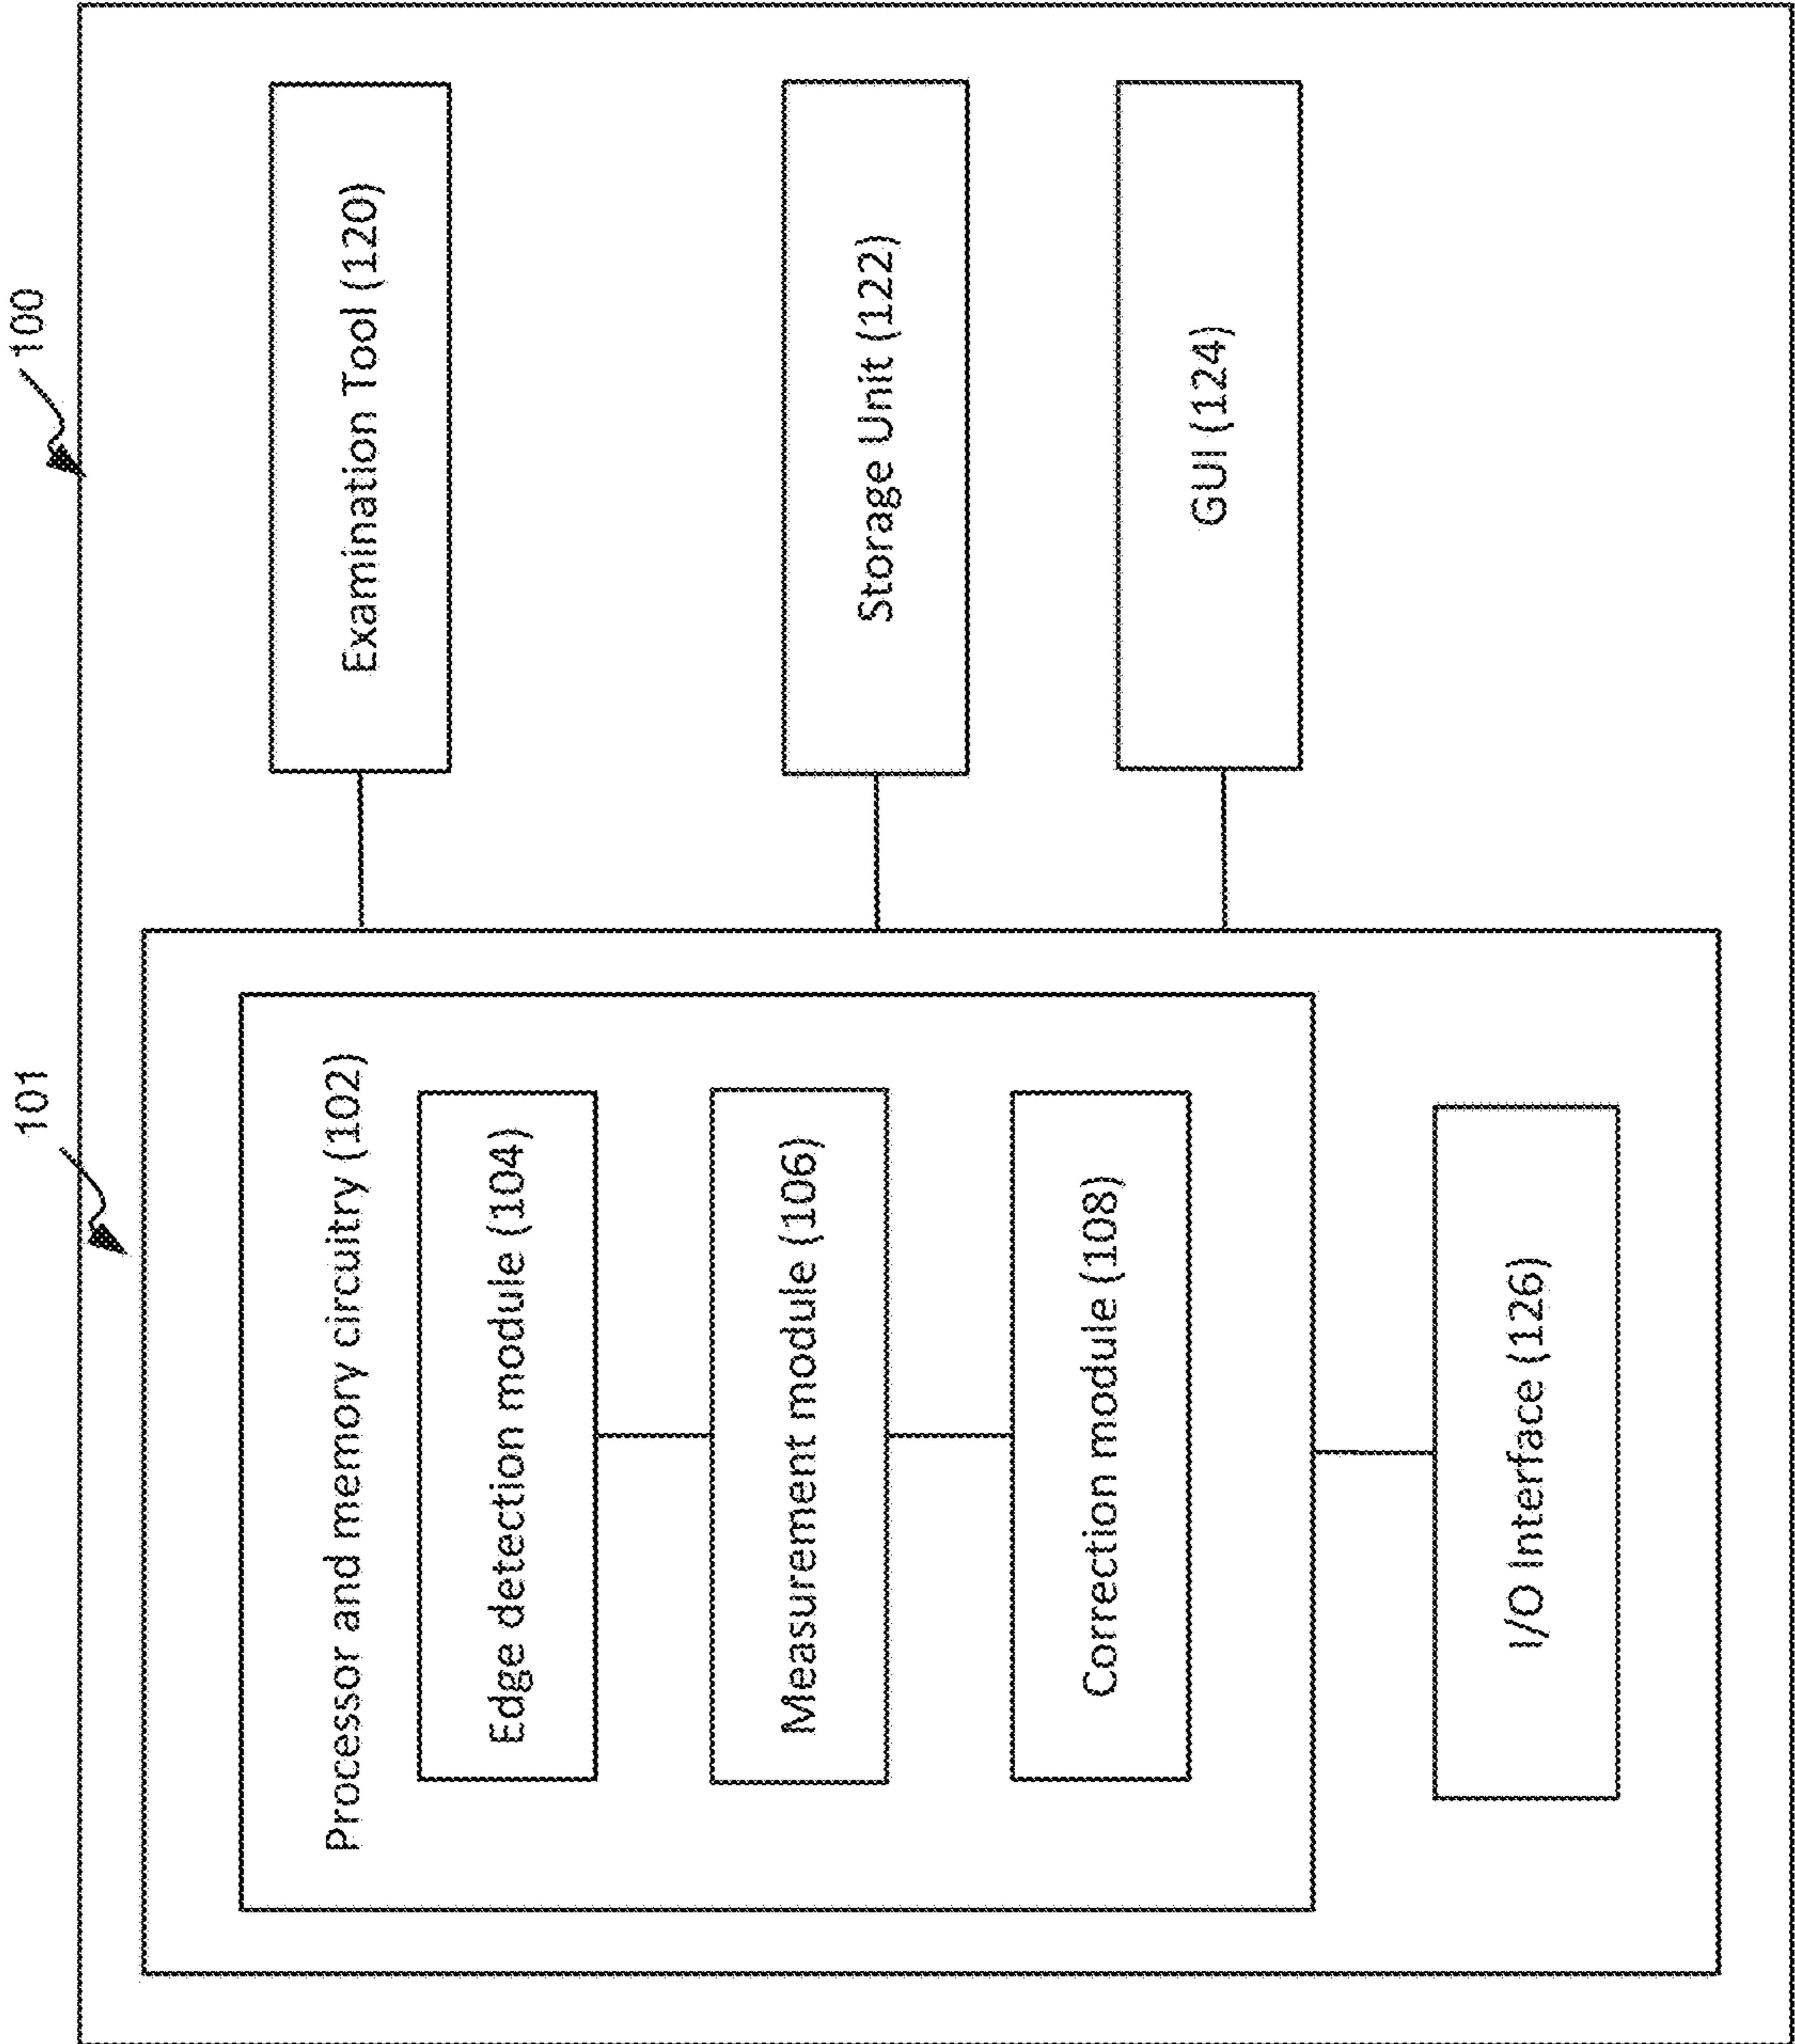 100
101
Processor and memory circuitry (102)
Edge detection module (104)
Measurement module (106)
Correction module (108)
I/O Interface (126)
Examination Tool (120)
Storage Unit (122)
GUI (124)